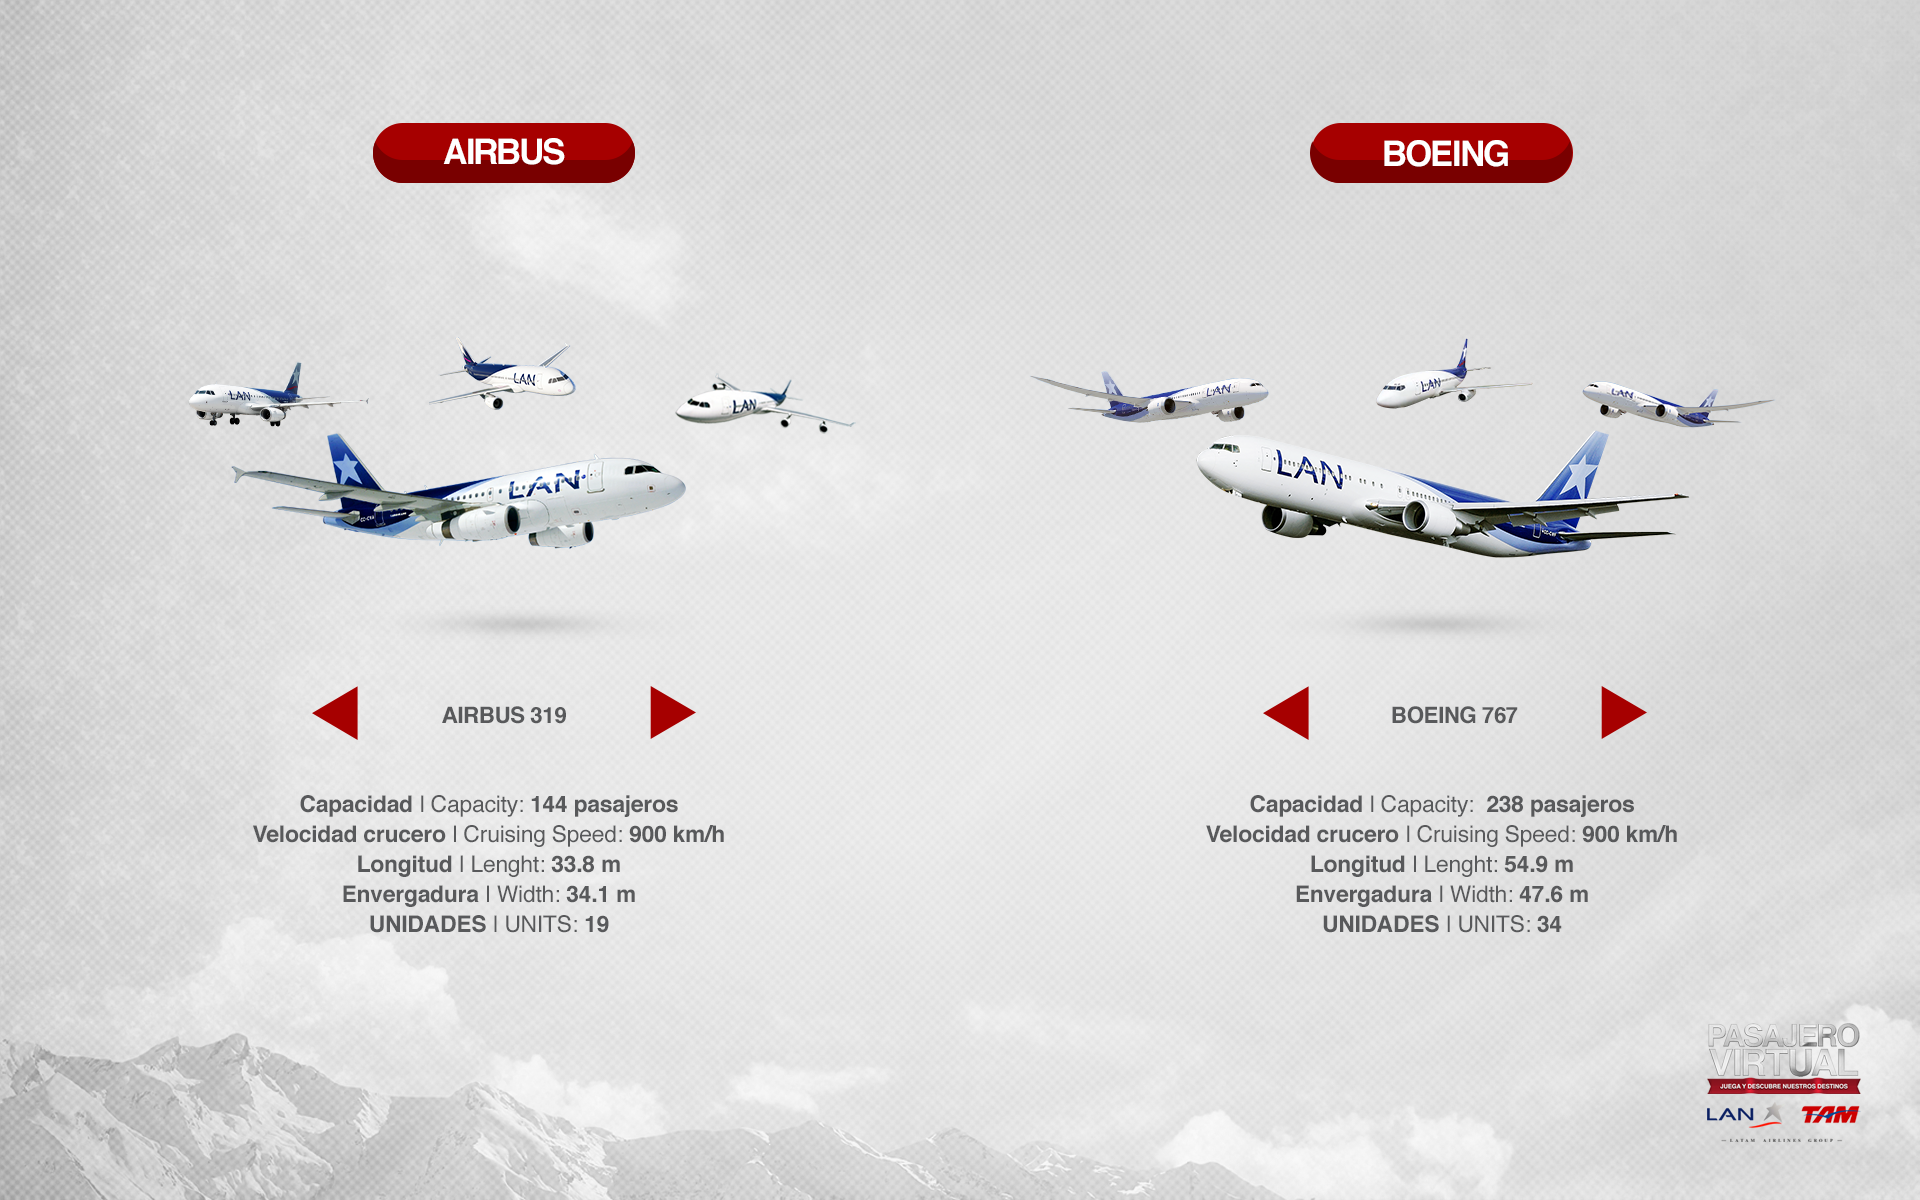 AIRBUS
BOEING
LAN
LAN
LAN
LAN
LAN
LAN
LAN
LAN
AIRBUS 319
BOEING 767
Capacidad | Capacity: 144 pasajeros
Velocidad crucero | Cruising Speed: 900 km/h
Longitud | Lenght: 33.8 m
Envergadura | Width: 34.1 m
UNIDADES | UNITS: 19
Capacidad | Capacity: 238 pasajeros
Velocidad crucero | Cruising Speed: 900 km/h
Longitud | Lenght: 54.9 m
Envergadura | Width: 47.6 m
UNIDADES | UNITS: 34
PASAJERO
VIRTUAL
JUEGA Y DESCUBRE NUESTROS DESTINOS
LAN TAM
LATAM AIRLINES GROUP